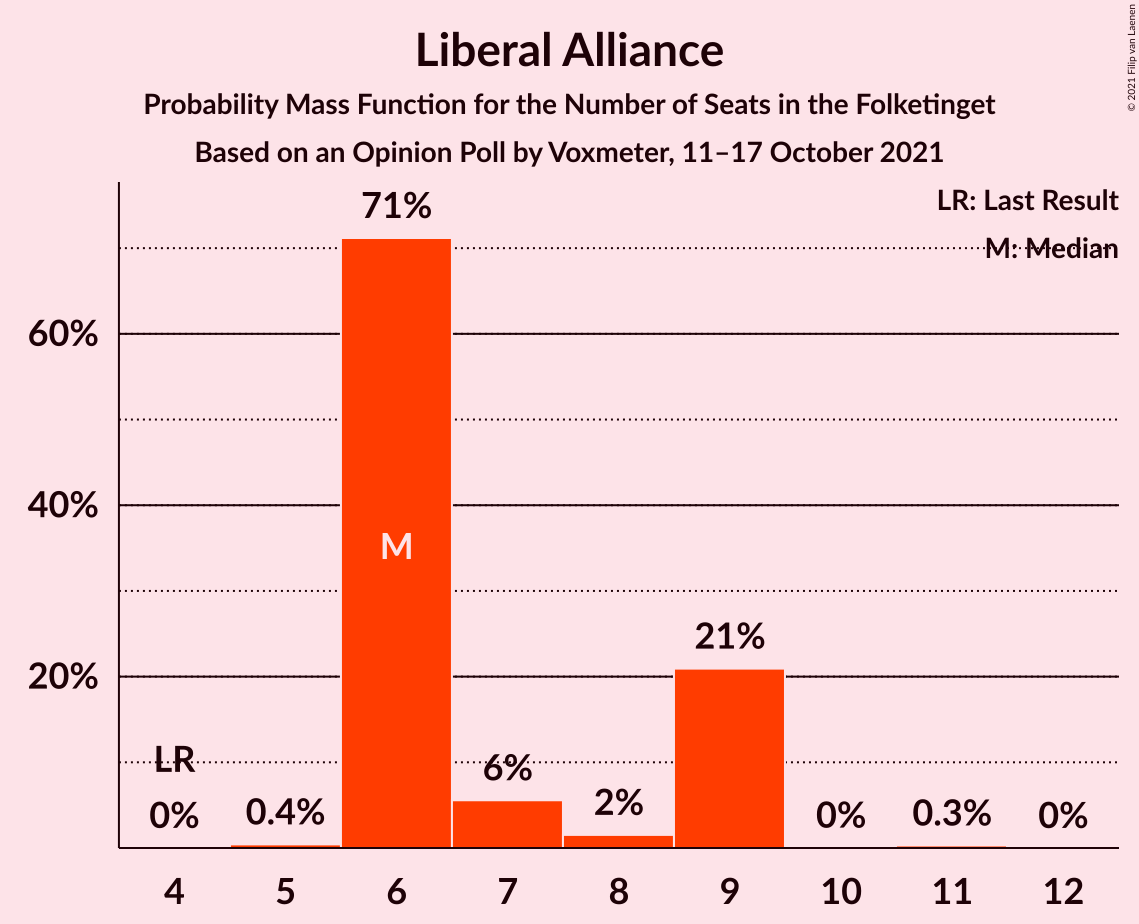 Liberal Alliance
Probability Mass Function for the Number of Seats in the Folketinget
Based on an Opinion Poll by Voxmeter, 11–17 October 2021
© 2021 Filip van Laenen
LR: Last Result
M: Median
71%
60%
40%
M
21%
20%
LR
6%
0%
0.4%
2%
0%
0.3%
0%
4 5 6 7 8 9 10 11 12